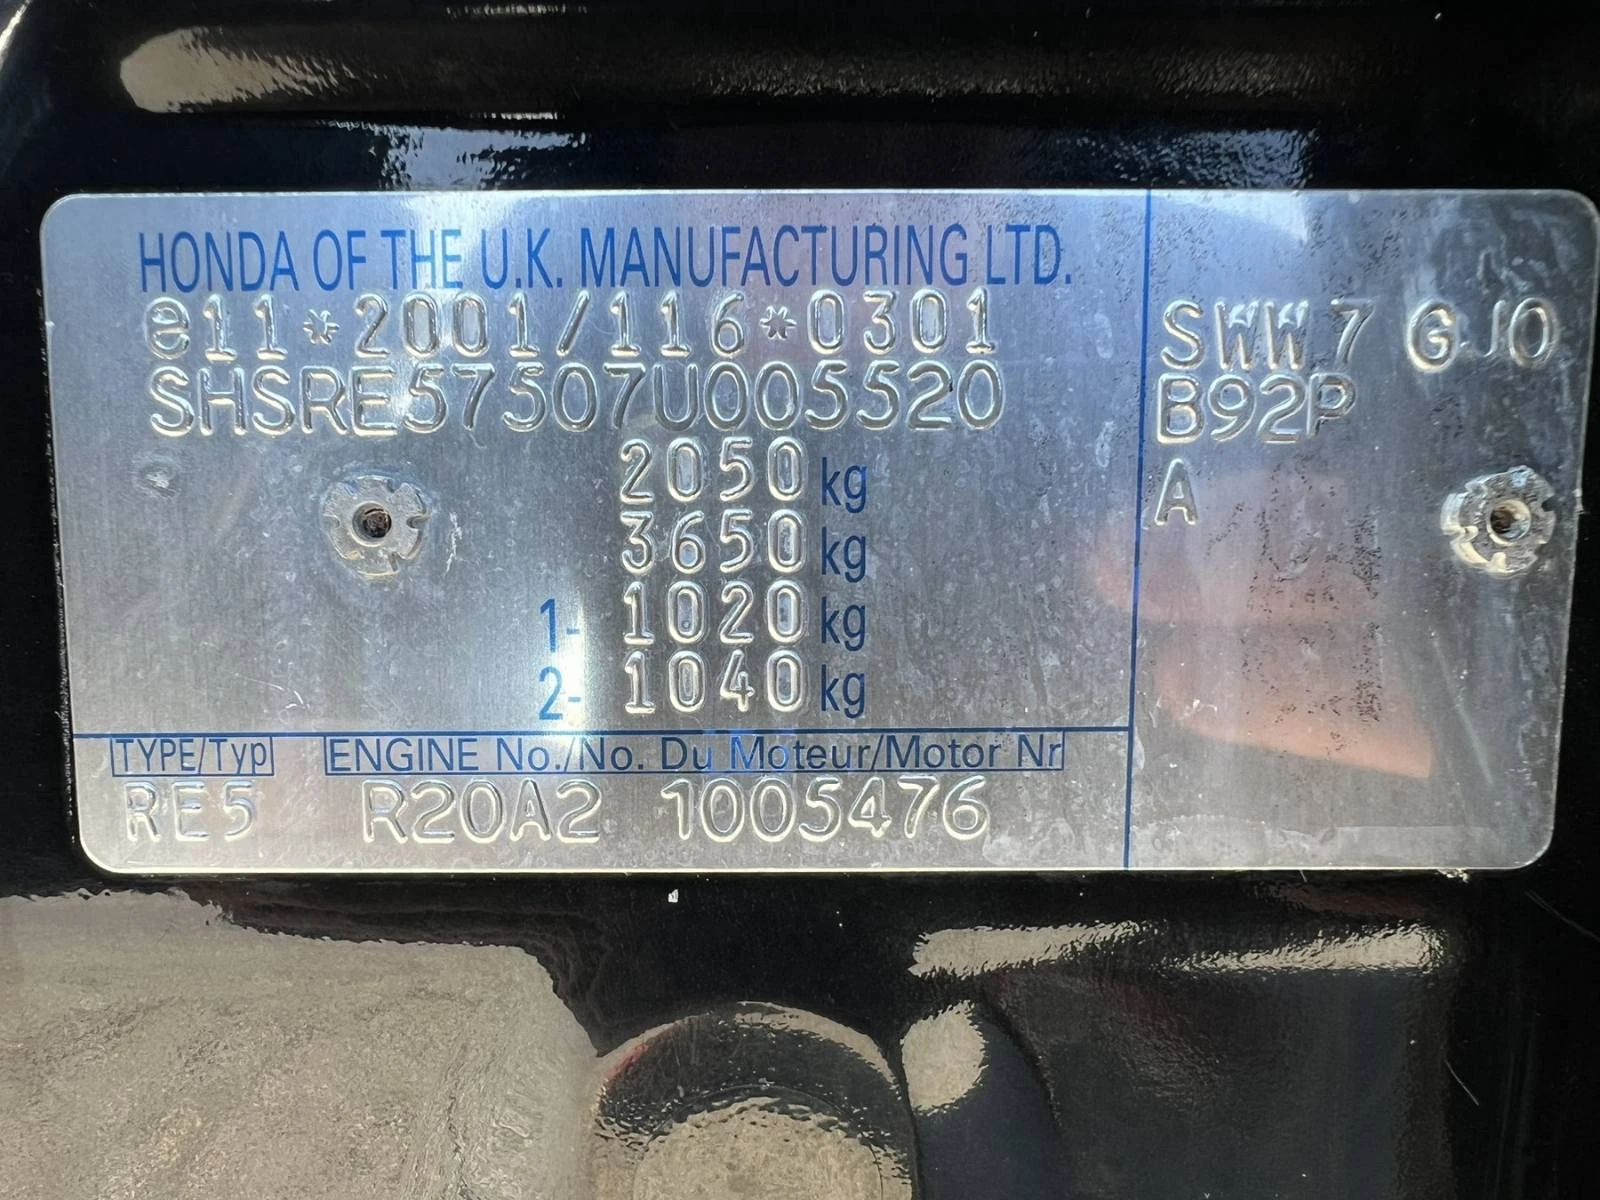 HONDA OF THE U.K. MANUFACTURING LTD.
e11*2001/116*0301
SHSRE57507U005520
2050 kg
3650 kg
1- 1020 kg
2- 1040 kg
TYPE/Typ ENGINE No./No. Du Moteur/Motor Nr
RE5 R20A2 1005476
SWW 7 G J0
B92P
A